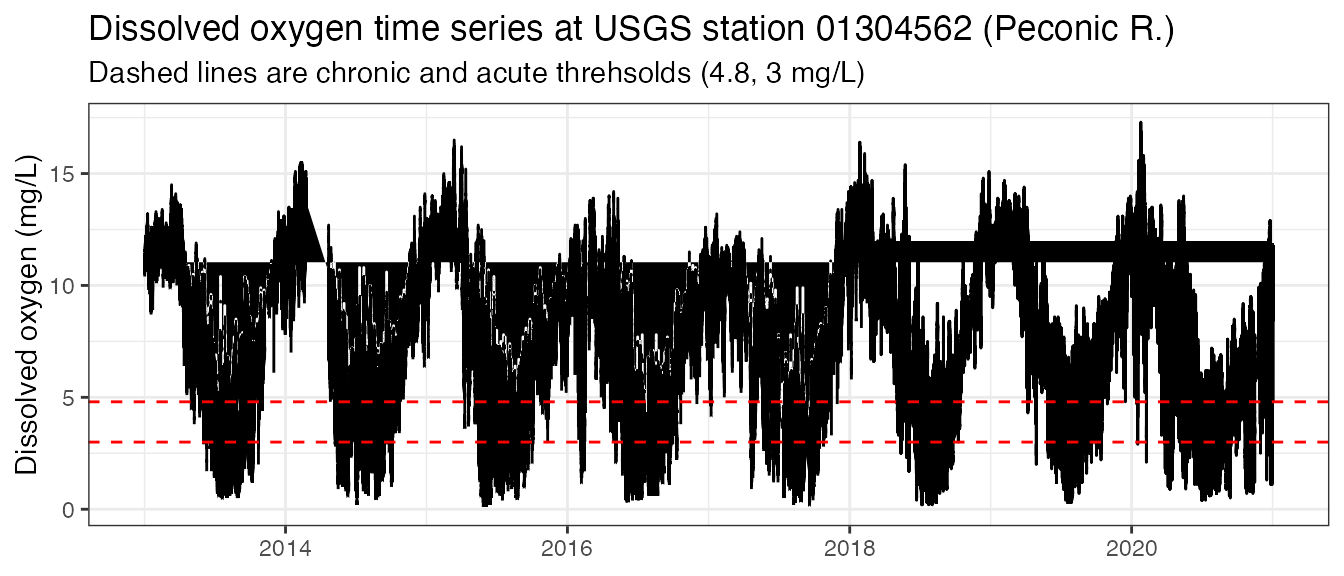 Dissolved oxygen time series at USGS station 01304562 (Peconic R.)
Dashed lines are chronic and acute threhsolds (4.8, 3 mg/L)
Dissolved oxygen (mg/L)
15
10
5
0
2014 2016 2018 2020